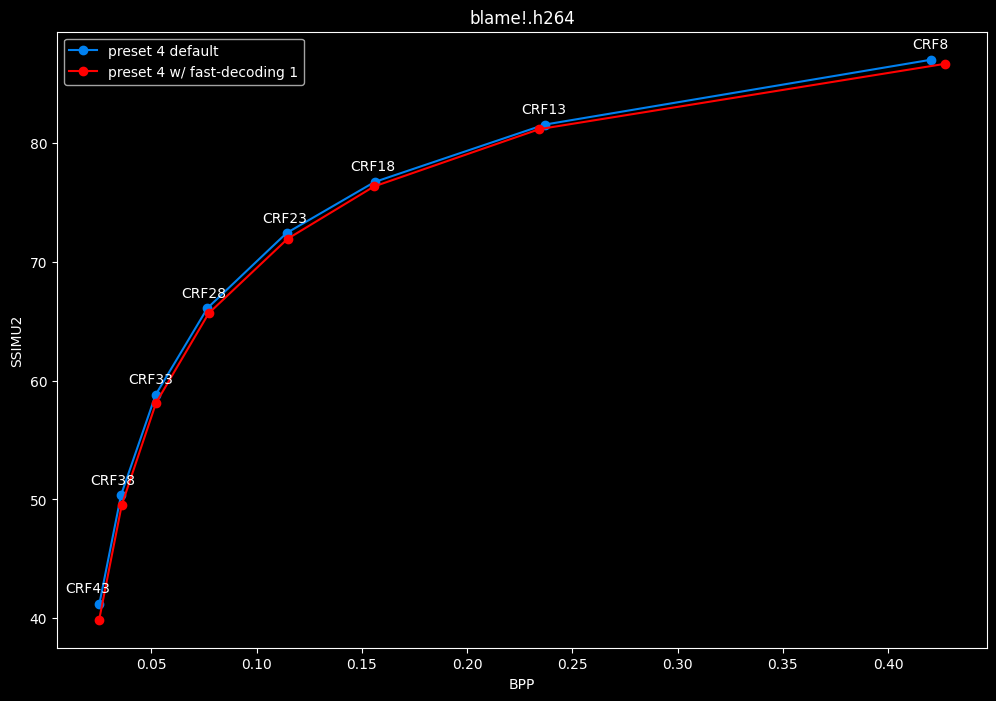 blame!.h264
preset 4 default
preset 4 w/ fast-decoding 1
CRF8
CRF13
CRF18
CRF23
CRF28
CRF33
CRF38
CRF43
80
70
60
50
40
SSIMU2
0.05 0.10 0.15 0.20 0.25 0.30 0.35 0.40
BPP